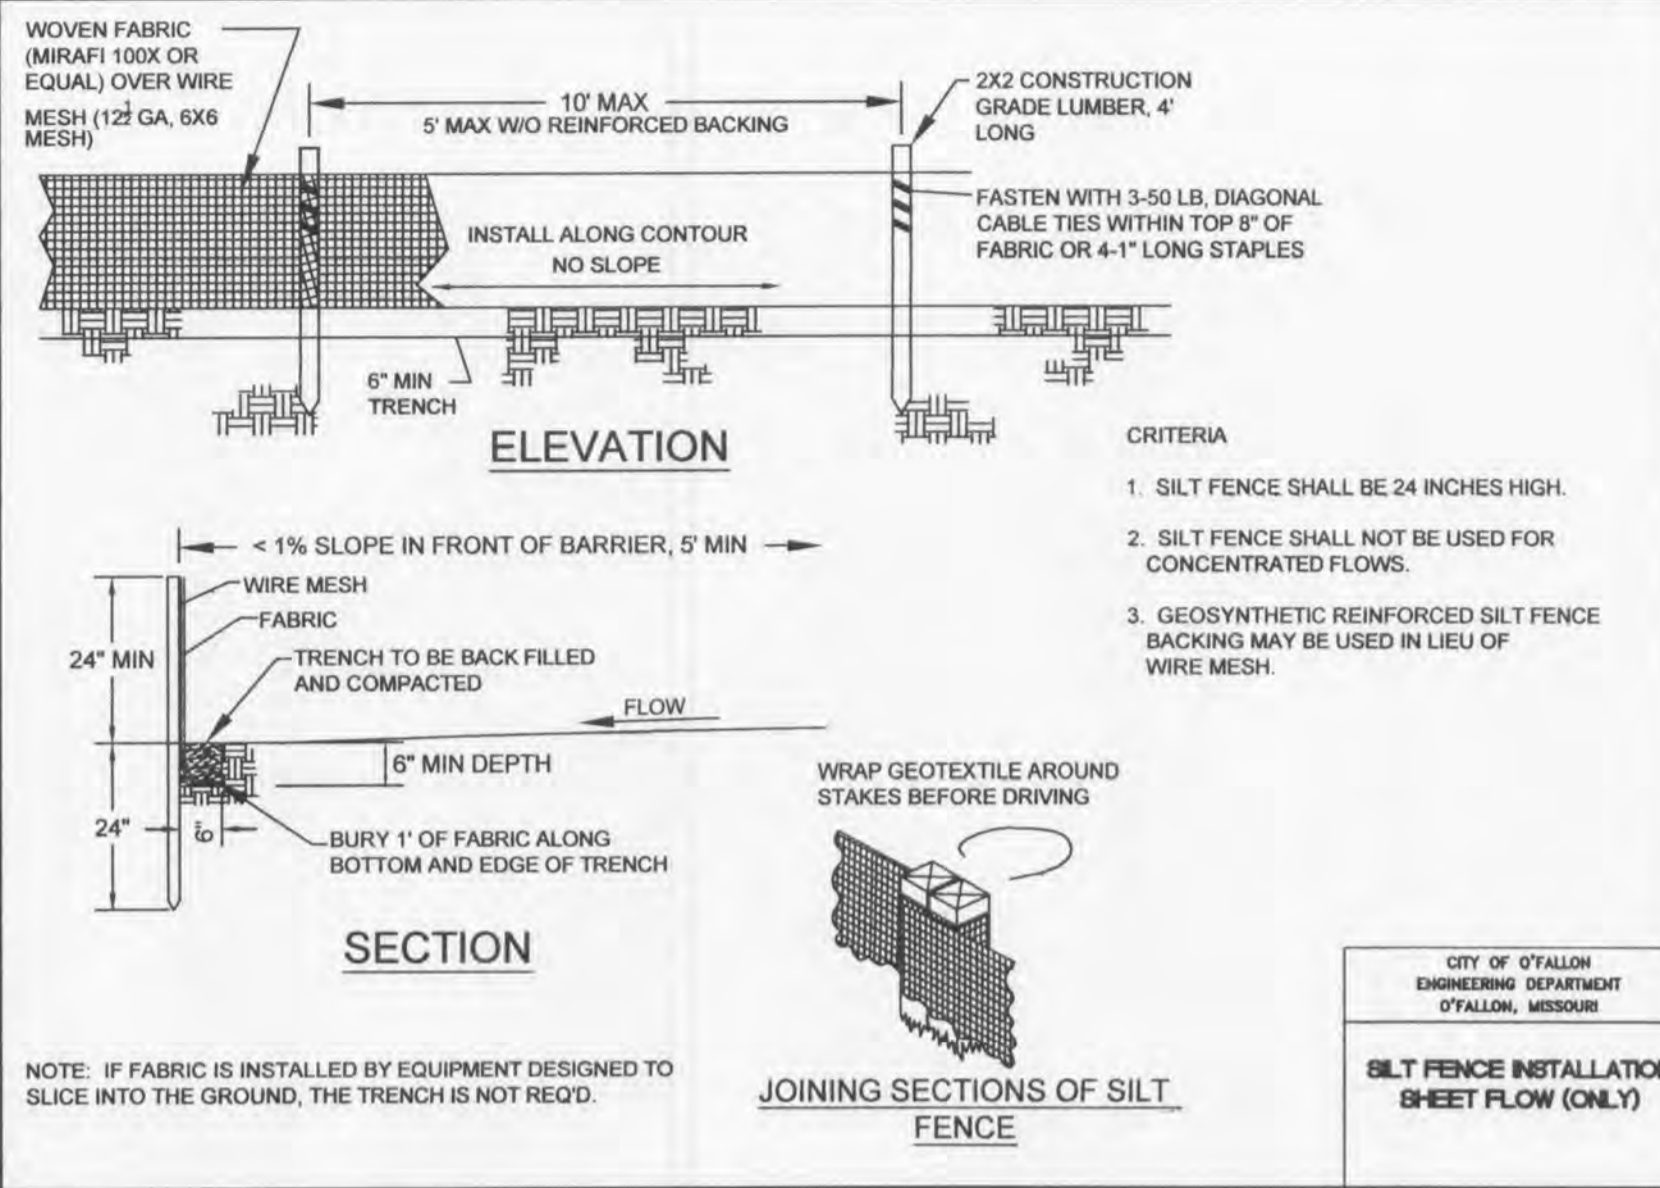 WOVEN FABRIC
(MIRAFI 100X OR
EQUAL) OVER WIRE
MESH (12½ GA, 6X6
MESH)
10' MAX
5' MAX W/O REINFORCED BACKING
2X2 CONSTRUCTION
GRADE LUMBER, 4'
LONG
FASTEN WITH 3-50 LB, DIAGONAL
CABLE TIES WITHIN TOP 8" OF
FABRIC OR 4-1" LONG STAPLES
INSTALL ALONG CONTOUR
NO SLOPE
6" MIN
TRENCH
ELEVATION
CRITERIA
1. SILT FENCE SHALL BE 24 INCHES HIGH.
2. SILT FENCE SHALL NOT BE USED FOR
CONCENTRATED FLOWS.
3. GEOSYNTHETIC REINFORCED SILT FENCE
BACKING MAY BE USED IN LIEU OF
WIRE MESH.
< 1% SLOPE IN FRONT OF BARRIER, 5' MIN
WIRE MESH
FABRIC
24" MIN
TRENCH TO BE BACK FILLED
AND COMPACTED
FLOW
6" MIN DEPTH
24"
6"
BURY 1' OF FABRIC ALONG
BOTTOM AND EDGE OF TRENCH
SECTION
WRAP GEOTEXTILE AROUND
STAKES BEFORE DRIVING
JOINING SECTIONS OF SILT
FENCE
NOTE: IF FABRIC IS INSTALLED BY EQUIPMENT DESIGNED TO
SLICE INTO THE GROUND, THE TRENCH IS NOT REQ'D.
CITY OF O'FALLON
ENGINEERING DEPARTMENT
O'FALLON, MISSOURI
SILT FENCE INSTALLATIO
SHEET FLOW (ONLY)